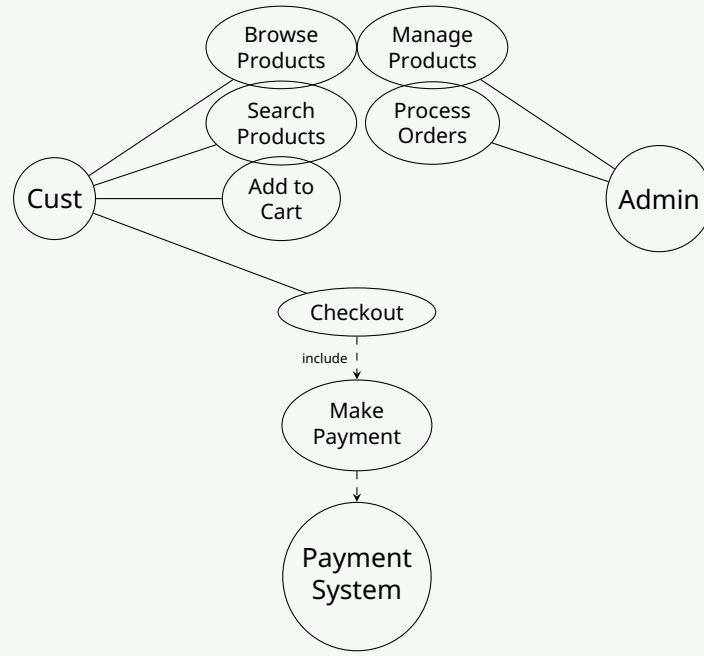 Browse
Products
Manage
Products
Search
Products
Process
Orders
Cust
Add to
Cart
Admin
Checkout
include
Make
Payment
Payment
System